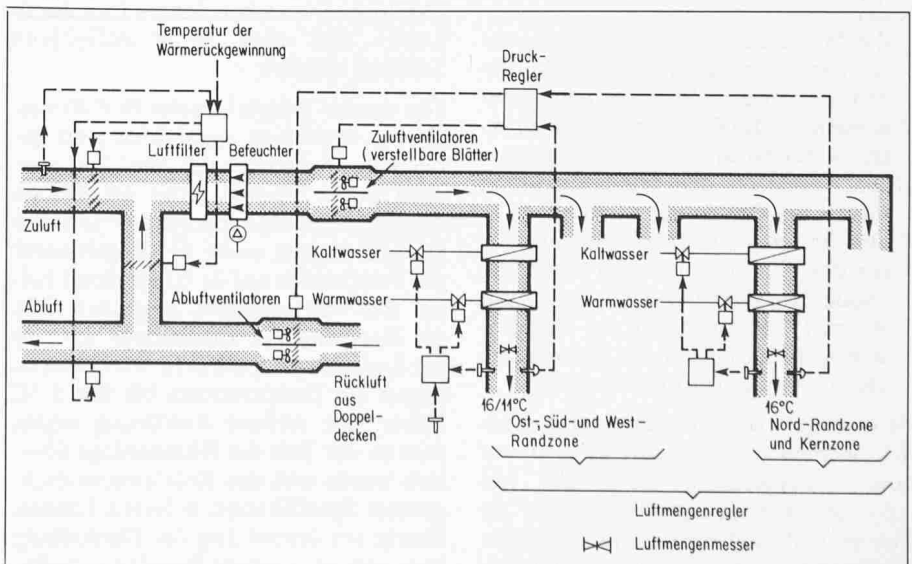 Temperatur der
Wärmerückgewinnung
Druck-
Regler
Luftfilter
Befeuchter
Zuluftventilatoren
(verstellbare Blätter)
Zuluft
Kaltwasser
Kaltwasser
Abluft
Abluftventilatoren
Warmwasser
Warmwasser
Rückluft
aus
Doppel-
decken
16/11°C
Ost-, Süd- und West-
Randzone
16°C
Nord-Randzone
und Kernzone
Luftmengenregler
Luftmengenmesser